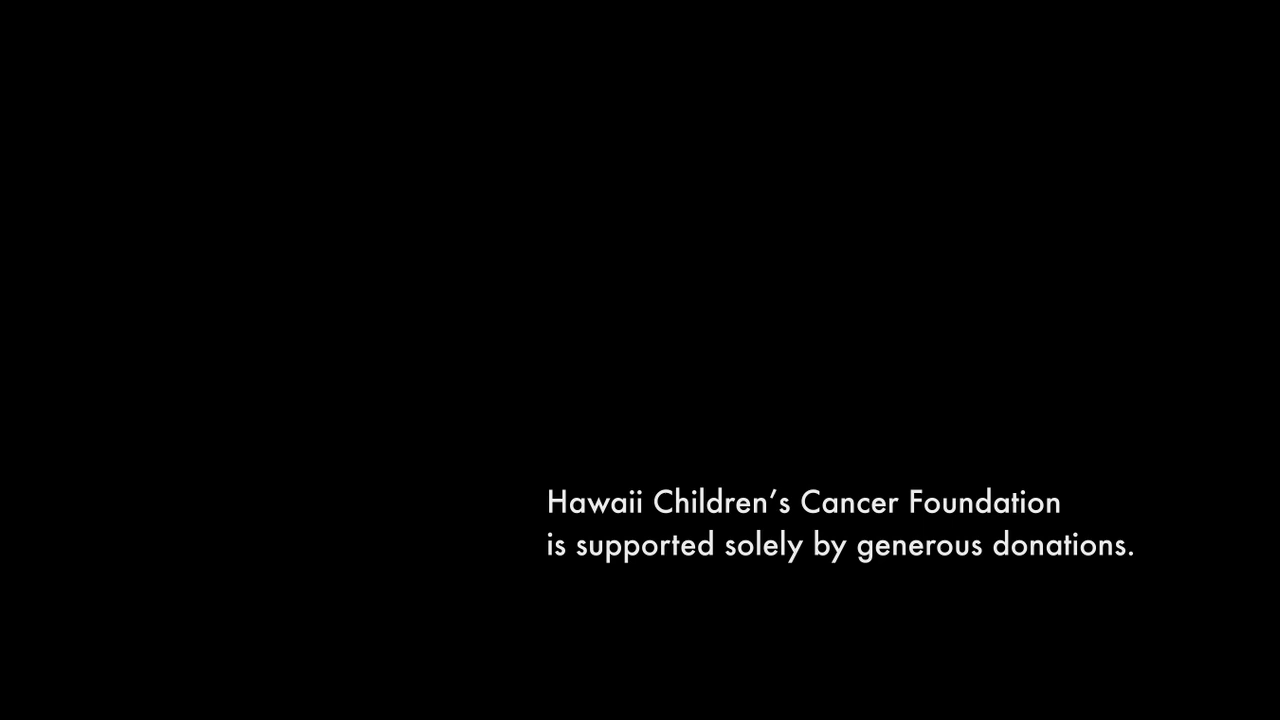 Hawaii Children’s Cancer Foundation
is supported solely by generous donations.